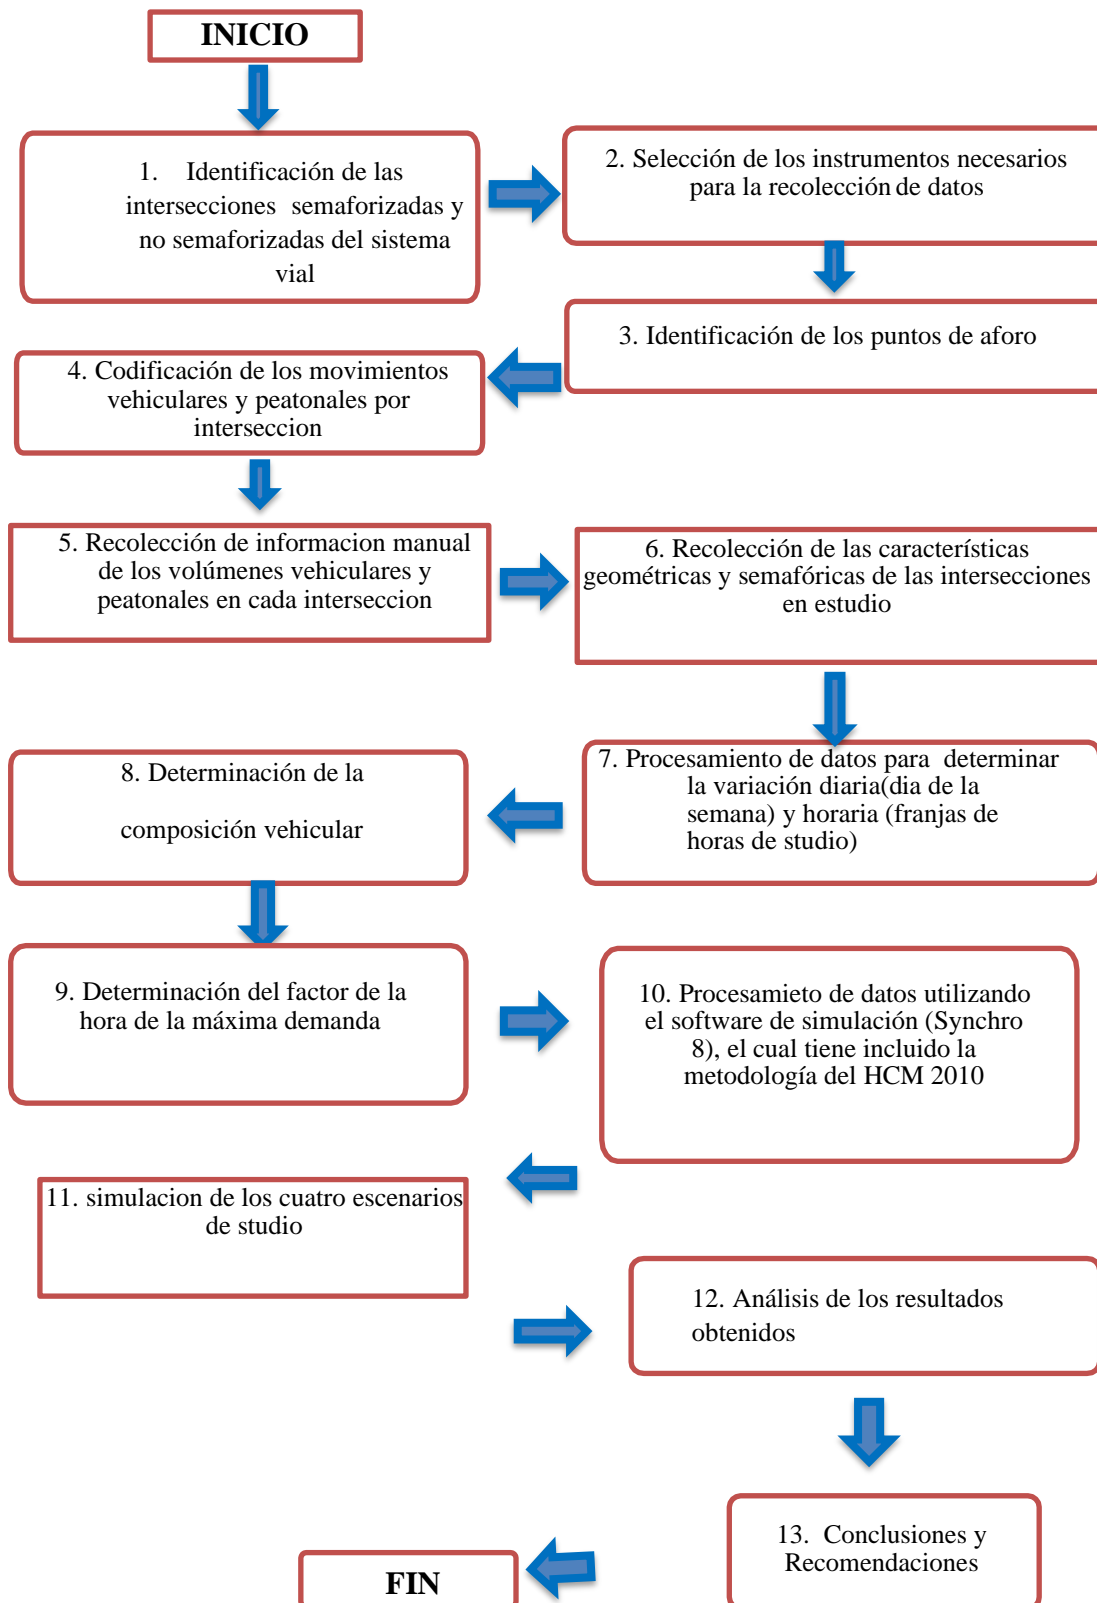 INICIO
1. Identificación de las
intersecciones semaforizadas y
no semaforizadas del sistema
vial
2. Selección de los instrumentos necesarios
para la recolección de datos
3. Identificación de los puntos de aforo
4. Codificación de los movimientos
vehiculares y peatonales por
interseccion
5. Recolección de informacion manual
de los volúmenes vehiculares y
peatonales en cada interseccion
6. Recolección de las características
geométricas y semafóricas de las intersecciones
en estudio
7. Procesamiento de datos para determinar
la variación diaria(dia de la
semana) y horaria (franjas de
horas de studio)
8. Determinación de la
composición vehicular
9. Determinación del factor de la
hora de la máxima demanda
10. Procesamieto de datos utilizando
el software de simulación (Synchro
8), el cual tiene incluido la
metodología del HCM 2010
11. simulacion de los cuatro escenarios
de studio
12. Análisis de los resultados
obtenidos
13. Conclusiones y
Recomendaciones
FIN